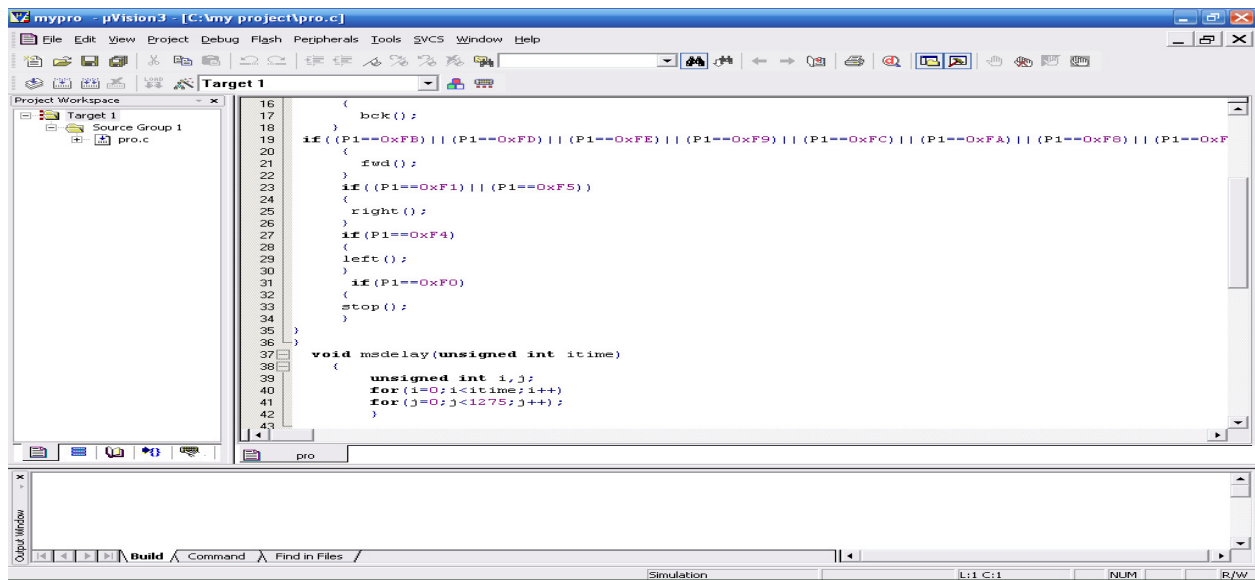 mypro - µVision3 - [C:\my project\pro.c]
File Edit View Project Debug Flash Peripherals Tools SVCS Window Help
Target 1
Project Workspace
Target 1
Source Group 1
pro.c
16 {
17 bck();
18 }
19 if((P1==0xFB)||(P1==0xFD)||(P1==0xFE)||(P1==0xF9)||(P1==0xFC)||(P1==0xFA)||(P1==0xF8)||(P1==0xF
20 {
21 fwd();
22 }
23 if((P1==0xF1)||(P1==0xF5))
24 {
25 right();
26 }
27 if(P1==0xF4)
28 {
29 left();
30 }
31 if(P1==0xF0)
32 {
33 stop();
34 }
35 }
36 }
37 void msdelay(unsigned int itime)
38 {
39 unsigned int i,j;
40 for(i=0;i<itime;i++)
41 for(j=0;j<1275;j++);
42 }
43
pro
Output Window
Build Command Find in Files
Simulation L:1 C:1 NUM R/W